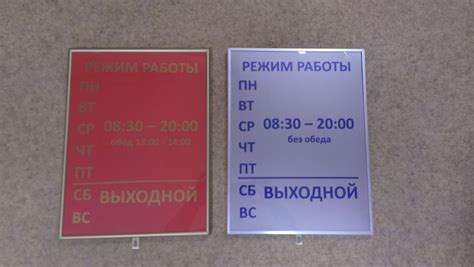 РЕЖИМ РАБОТЫ
ПН
ВТ
СР 08:30 – 20:00
обед 13:00 - 14:00
ЧТ
ПТ
СБ ВЫХОДНОЙ
ВС
РЕЖИМ РАБОТЫ
ПН
ВТ
СР 08:30 – 20:00
без обеда
ЧТ
ПТ
СБ ВЫХОДНОЙ
ВС